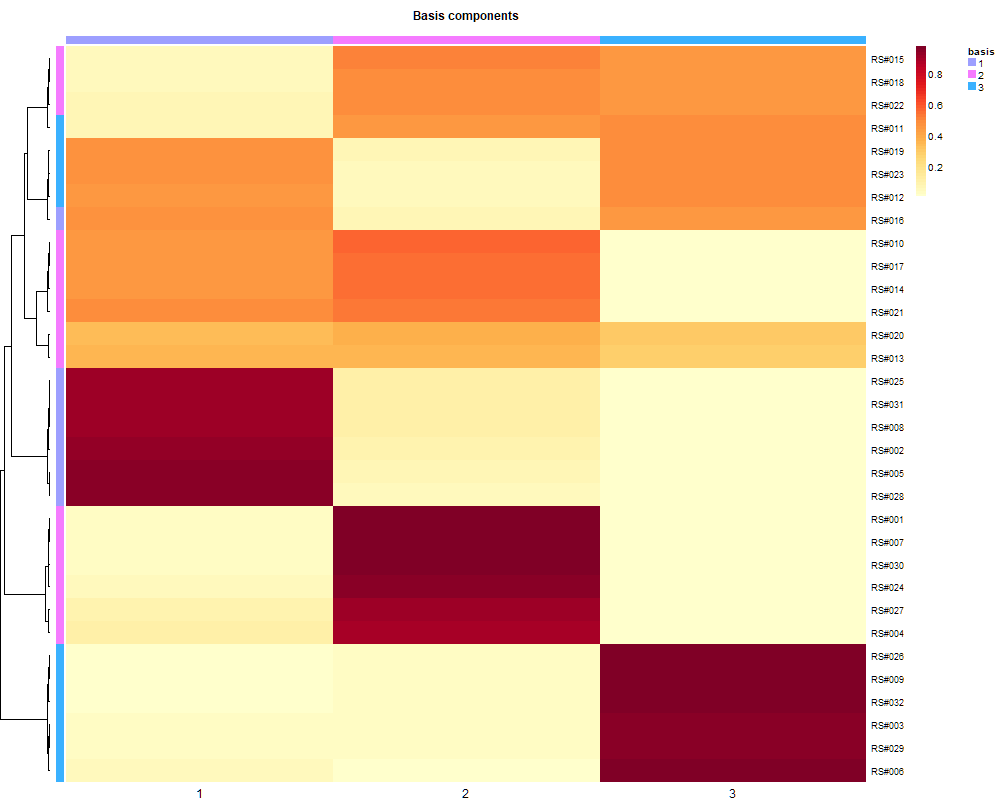 Basis components
RS#015
RS#018
RS#022
RS#011
RS#019
RS#023
RS#012
RS#016
RS#010
RS#017
RS#014
RS#021
RS#020
RS#013
RS#025
RS#031
RS#008
RS#002
RS#005
RS#028
RS#001
RS#007
RS#030
RS#024
RS#027
RS#004
RS#026
RS#009
RS#032
RS#003
RS#029
RS#006
0.8
0.6
0.4
0.2
basis
1
2
3
1 2 3